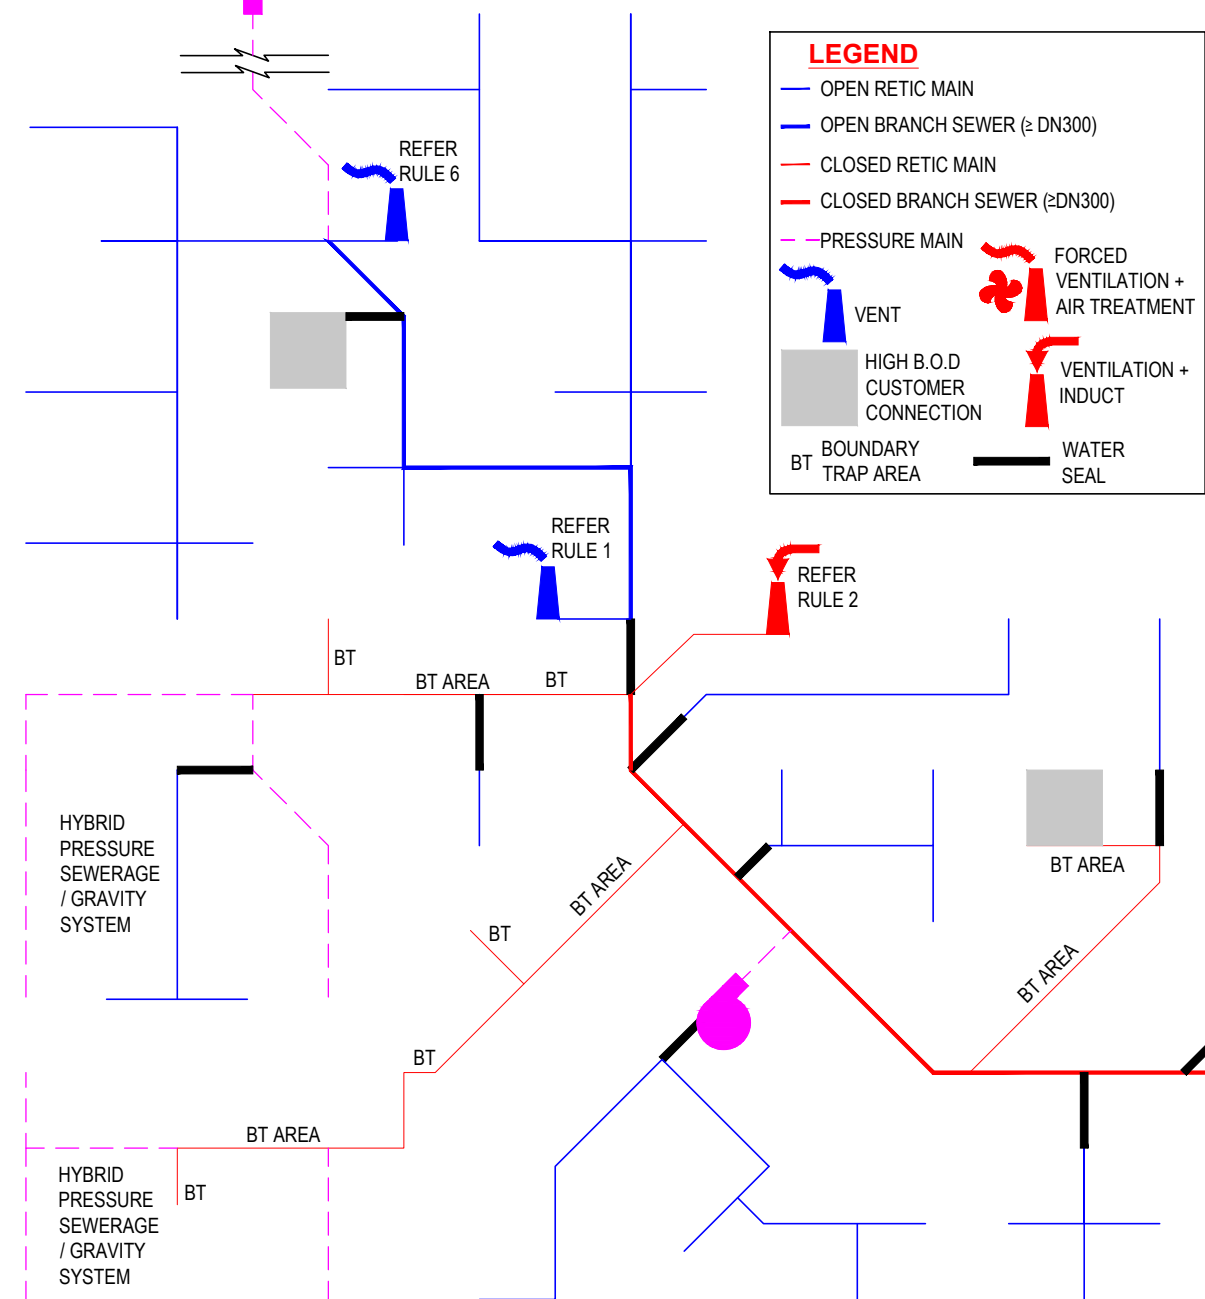 LEGEND
OPEN RETIC MAIN
OPEN BRANCH SEWER (≥ DN300)
CLOSED RETIC MAIN
CLOSED BRANCH SEWER (≥DN300)
PRESSURE MAIN
VENT
FORCED
VENTILATION +
AIR TREATMENT
HIGH B.O.D
CUSTOMER
CONNECTION
VENTILATION +
INDUCT
BT
BOUNDARY
TRAP AREA
WATER
SEAL
REFER
RULE 6
REFER
RULE 1
REFER
RULE 2
BT
BT AREA
BT
HYBRID
PRESSURE
SEWERAGE
/ GRAVITY
SYSTEM
BT AREA
BT
BT
BT AREA
BT AREA
BT AREA
BT
HYBRID
PRESSURE
SEWERAGE
/ GRAVITY
SYSTEM